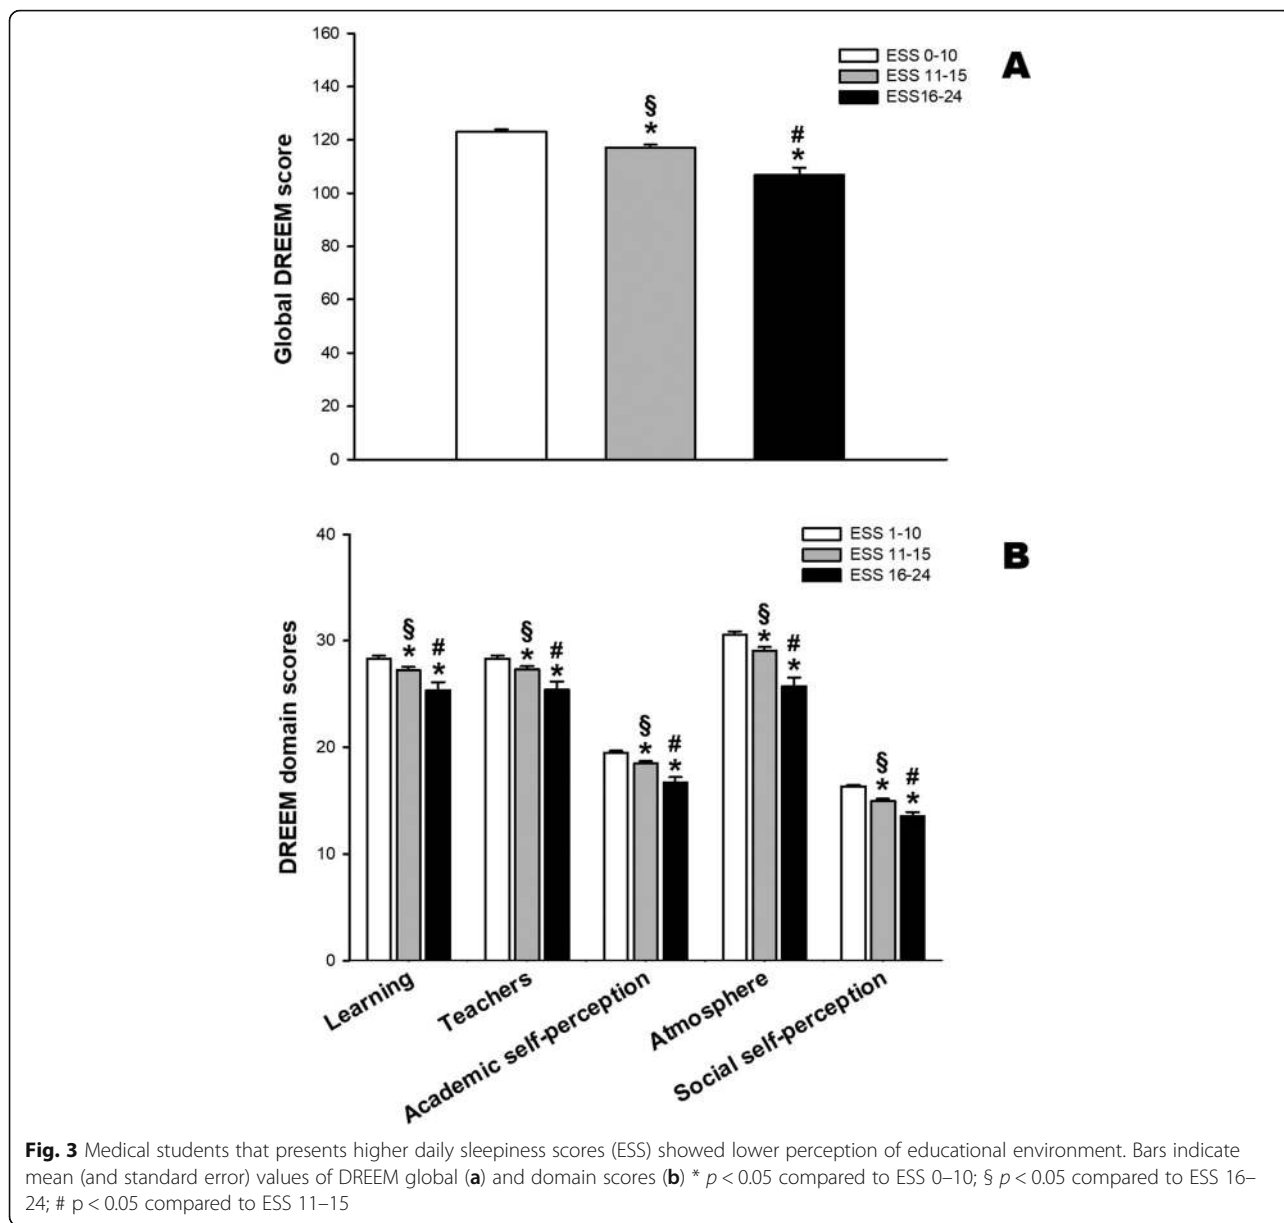 160
140
120
100
80
60
40
20
0
Global DREEM score
ESS 0-10
ESS 11-15
ESS16-24
A
§
*
#
*
40
30
20
10
0
DREEM domain scores
ESS 1-10
ESS 11-15
ESS 16-24
B
§
*
#
*
§
*
#
*
§
*
#
*
§
*
#
*
§
*
#
*
Learning
Teachers
Academic self-perception
Atmosphere
Social self-perception
Fig. 3 Medical students that presents higher daily sleepiness scores (ESS) showed lower perception of educational environment. Bars indicate
mean (and standard error) values of DREEM global (a) and domain scores (b) * p < 0.05 compared to ESS 0–10; § p < 0.05 compared to ESS 16–
24; # p < 0.05 compared to ESS 11–15